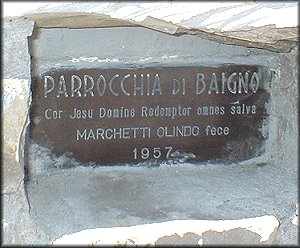 PARROCCHIA DI BAIGNO
Cor Jesu Domine Redemptor omnes salva
MARCHETTI OLINDO fece
1957